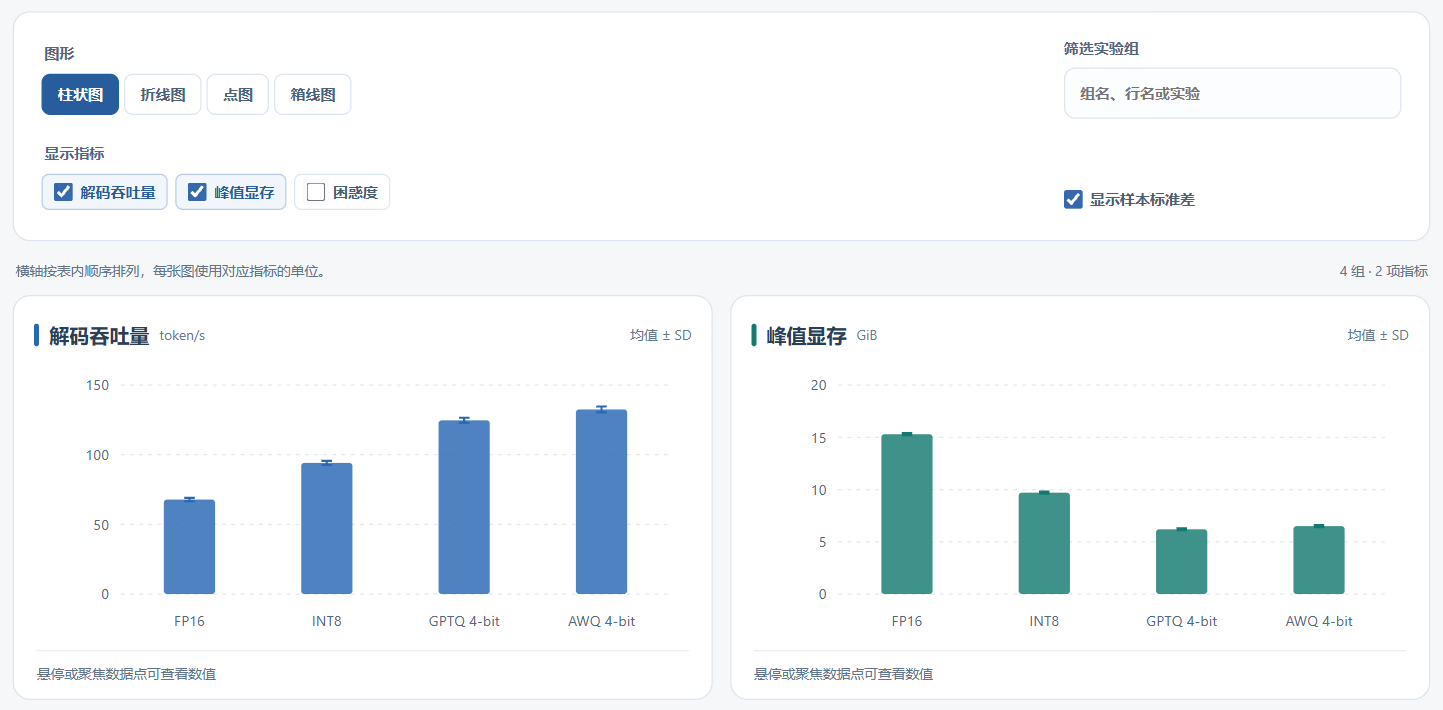 图形
筛选实验组
柱状图
折线图
点图
箱线图
组名、行名或实验
显示指标
解码吞吐量
峰值显存
困惑度
显示样本标准差
横轴按表内顺序排列，每张图使用对应指标的单位。
4 组 · 2 项指标
解码吞吐量 token/s
均值 ± SD
150
100
50
0
FP16
INT8
GPTQ 4-bit
AWQ 4-bit
悬停或聚焦数据点可查看数值
峰值显存 GiB
均值 ± SD
20
15
10
5
0
FP16
INT8
GPTQ 4-bit
AWQ 4-bit
悬停或聚焦数据点可查看数值